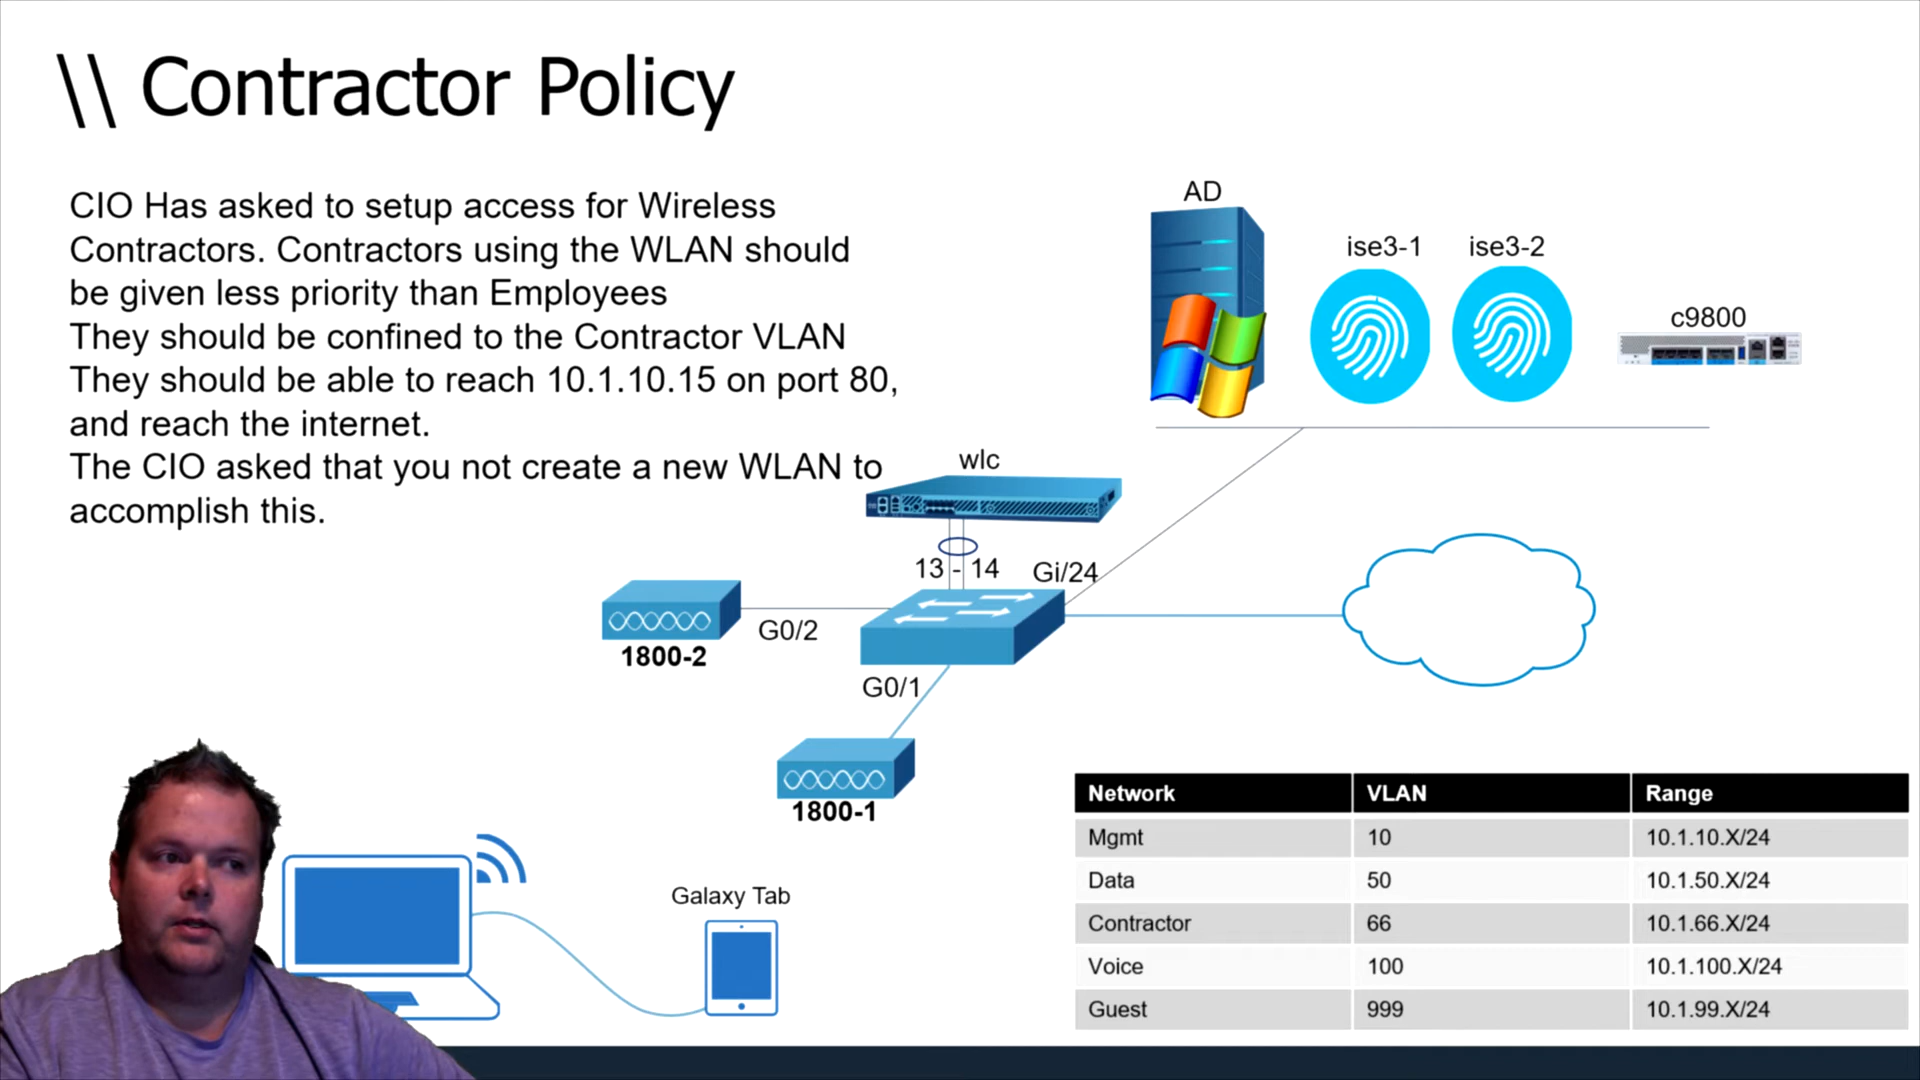 \\ Contractor Policy
CIO Has asked to setup access for Wireless
Contractors. Contractors using the WLAN should
be given less priority than Employees
They should be confined to the Contractor VLAN
They should be able to reach 10.1.10.15 on port 80,
and reach the internet.
The CIO asked that you not create a new WLAN to
accomplish this.
AD
ise3-1
ise3-2
c9800
wlc
13 - 14
Gi/24
G0/2
1800-2
G0/1
1800-1
Galaxy Tab
Network VLAN Range
Mgmt 10 10.1.10.X/24
Data 50 10.1.50.X/24
Contractor 66 10.1.66.X/24
Voice 100 10.1.100.X/24
Guest 999 10.1.99.X/24